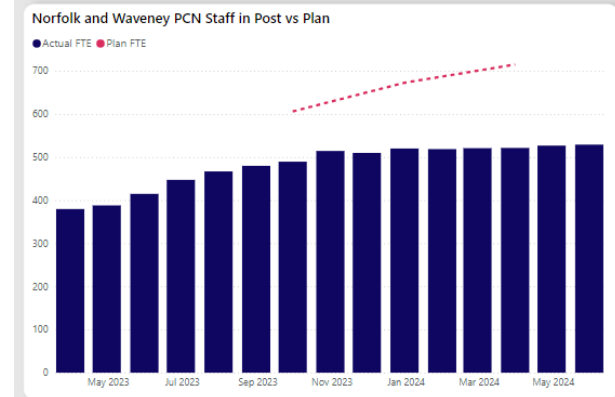 Norfolk and Waveney PCN Staff in Post vs Plan
Actual FTE Plan FTE
700
600
500
400
300
200
100
0
May 2023 Jul 2023 Sep 2023 Nov 2023 Jan 2024 Mar 2024 May 2024